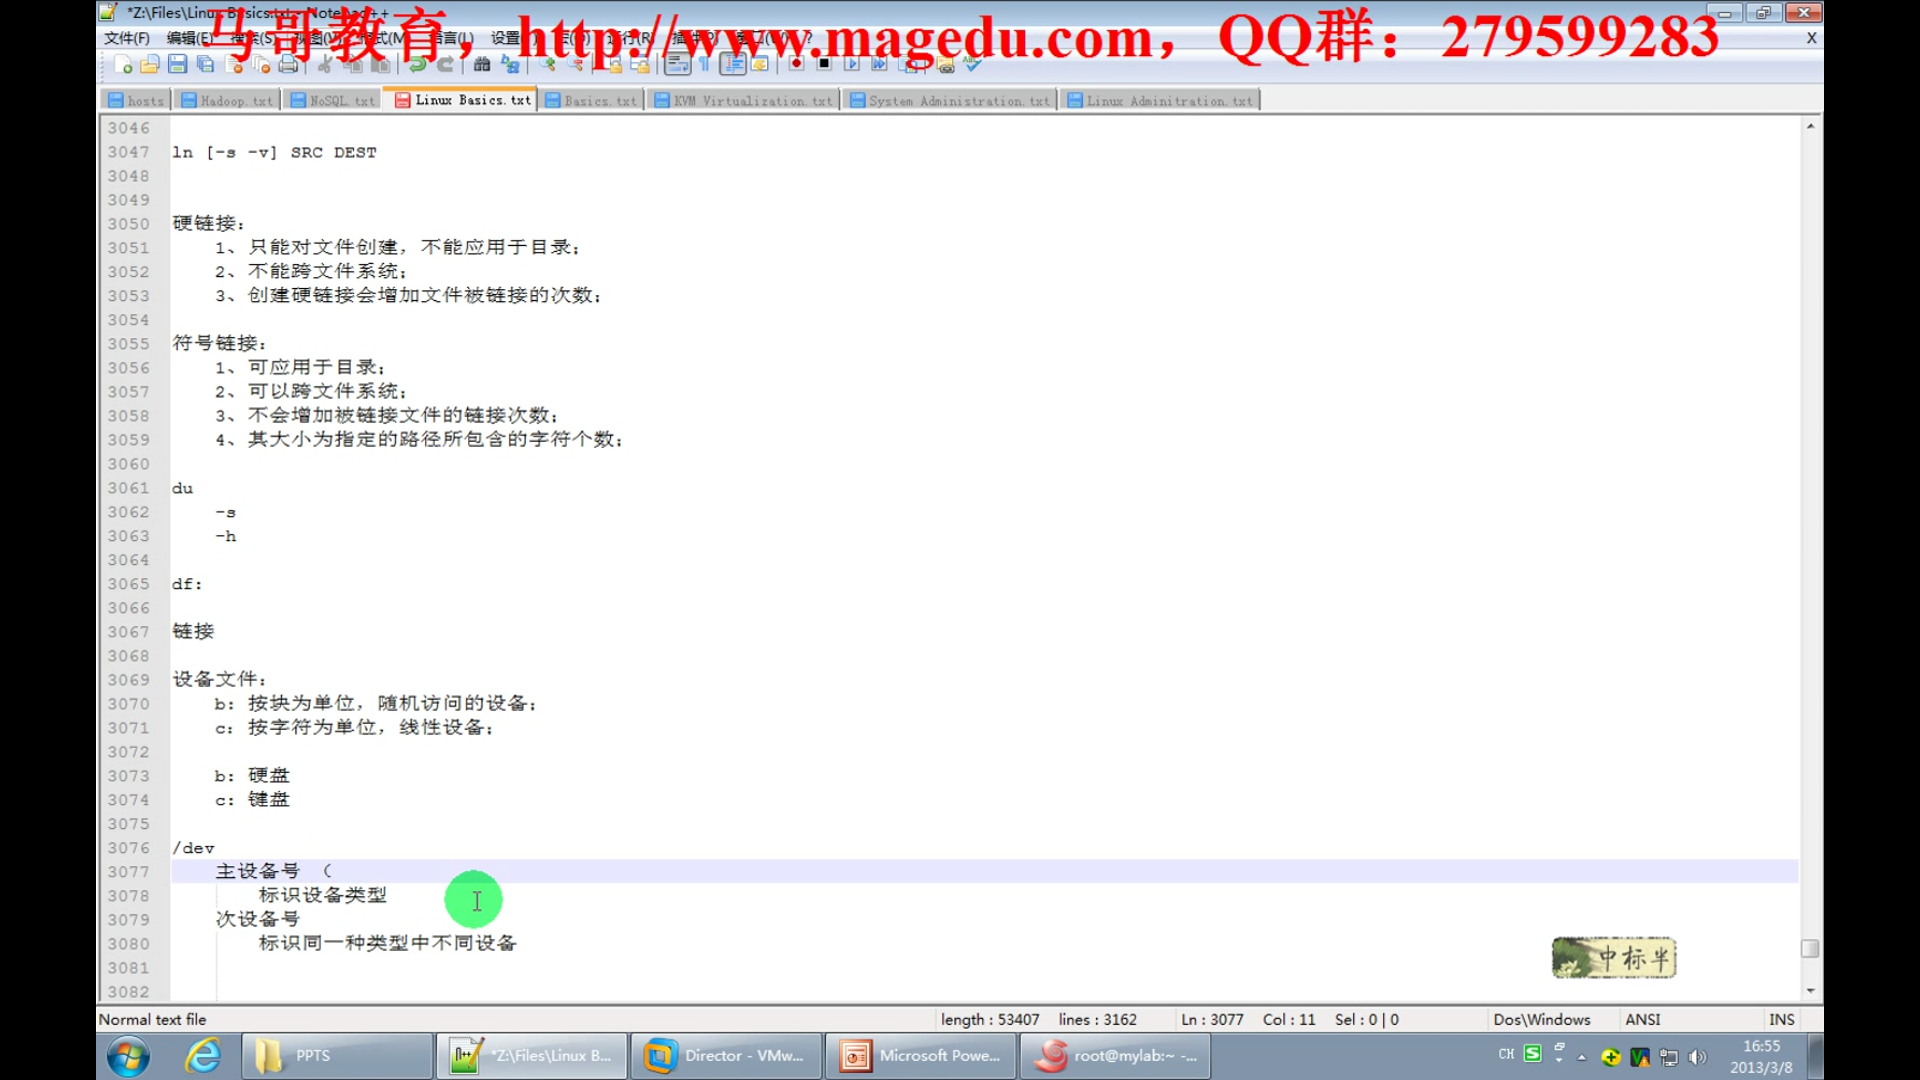 *Z:\Files\Linux Basics.txt - Notepad++
马哥教育，http://www.magedu.com，QQ群：279599283
文件(F) 编辑(E) 搜索(S) 视图(V) 格式(M) 语言(L) 设置 运行(R) 插件(P) ?
X
hosts Hadoop.txt NoSQL.txt Linux Basics.txt Basics.txt KVM Virtualization.txt System Administration.txt Linux Adminitration.txt
3046
3047 ln [-s -v] SRC DEST
3048
3049
3050 硬链接：
3051 1、只能对文件创建，不能应用于目录；
3052 2、不能跨文件系统；
3053 3、创建硬链接会增加文件被链接的次数；
3054
3055 符号链接：
3056 1、可应用于目录；
3057 2、可以跨文件系统；
3058 3、不会增加被链接文件的链接次数；
3059 4、其大小为指定的路径所包含的字符个数；
3060
3061 du
3062 -s
3063 -h
3064
3065 df:
3066
3067 链接
3068
3069 设备文件：
3070 b: 按块为单位，随机访问的设备；
3071 c: 按字符为单位，线性设备；
3072
3073 b: 硬盘
3074 c: 键盘
3075
3076 /dev
3077 主设备号 （
3078 标识设备类型
3079 次设备号
3080 标识同一种类型中不同设备
3081
3082
中标半
Normal text file length : 53407 lines : 3162 Ln : 3077 Col : 11 Sel : 0 | 0 Dos\Windows ANSI INS
PPTS *Z:\Files\Linux B... Director - VMw... Microsoft Powe... root@mylab:~ -... CH 16:55
2013/3/8